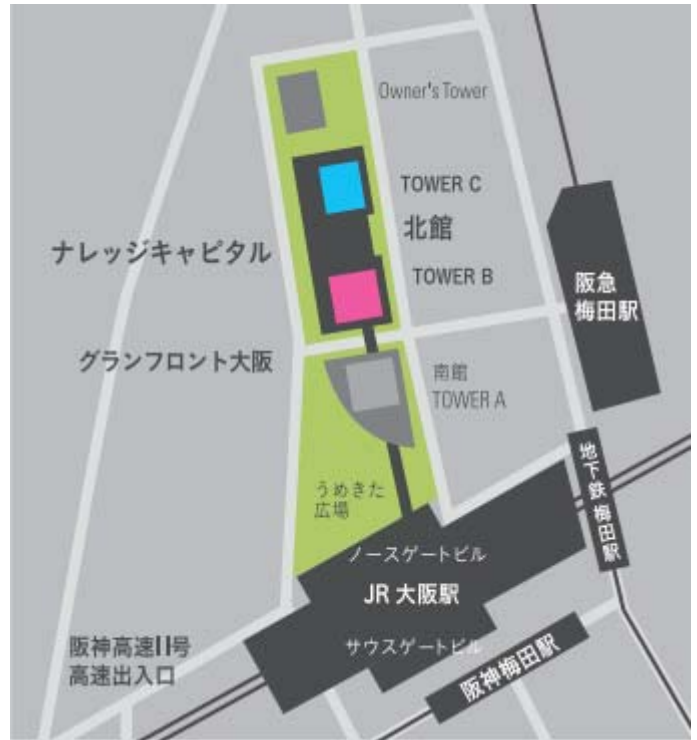 Owner's Tower
TOWER C
北館
ナレッジキャピタル
TOWER B
阪急
梅田駅
グランフロント大阪
南館
TOWER A
うめきた
広場
地下鉄 梅田駅
ノースゲートビル
JR 大阪駅
阪神高速11号
高速出入口
サウスゲートビル
阪神梅田駅